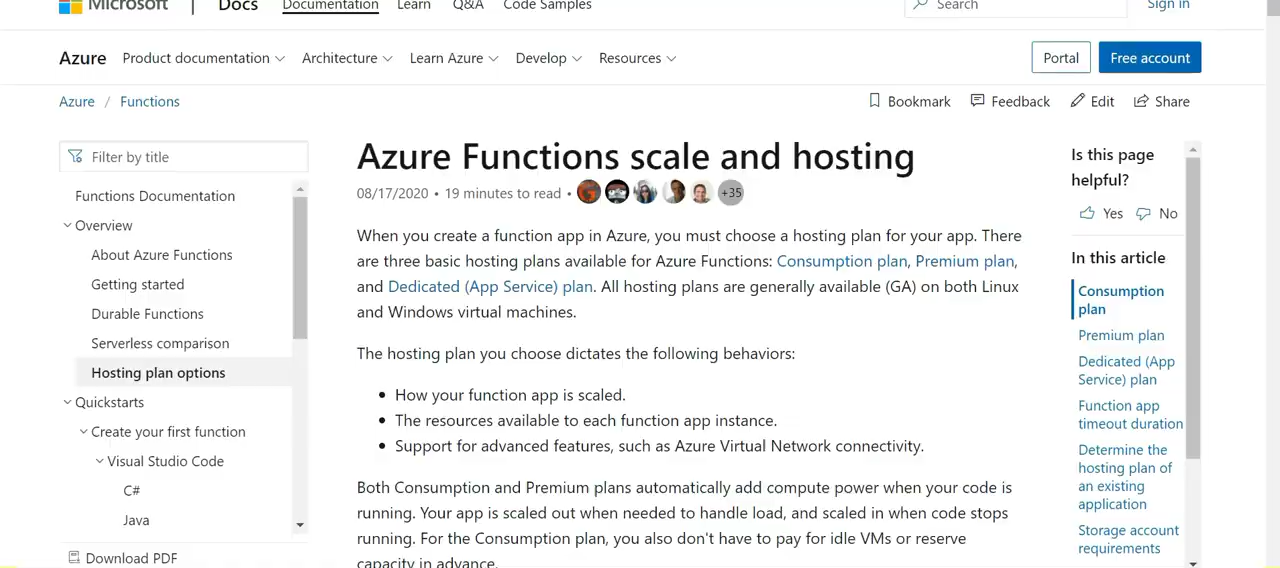 Microsoft | Docs Documentation Learn Q&A Code Samples Search Sign in
Azure Product documentation Architecture Learn Azure Develop Resources Portal Free account
Azure / Functions Bookmark Feedback Edit Share
Filter by title
Functions Documentation
Overview
About Azure Functions
Getting started
Durable Functions
Serverless comparison
Hosting plan options
Quickstarts
Create your first function
Visual Studio Code
C#
Java
Download PDF
Azure Functions scale and hosting
08/17/2020 • 19 minutes to read • +35
When you create a function app in Azure, you must choose a hosting plan for your app. There
are three basic hosting plans available for Azure Functions: Consumption plan, Premium plan,
and Dedicated (App Service) plan. All hosting plans are generally available (GA) on both Linux
and Windows virtual machines.
The hosting plan you choose dictates the following behaviors:
• How your function app is scaled.
• The resources available to each function app instance.
• Support for advanced features, such as Azure Virtual Network connectivity.
Both Consumption and Premium plans automatically add compute power when your code is
running. Your app is scaled out when needed to handle load, and scaled in when code stops
running. For the Consumption plan, you also don't have to pay for idle VMs or reserve
capacity in advance.
Is this page
helpful?
Yes No
In this article
Consumption
plan
Premium plan
Dedicated (App
Service) plan
Function app
timeout duration
Determine the
hosting plan of
an existing
application
Storage account
requirements